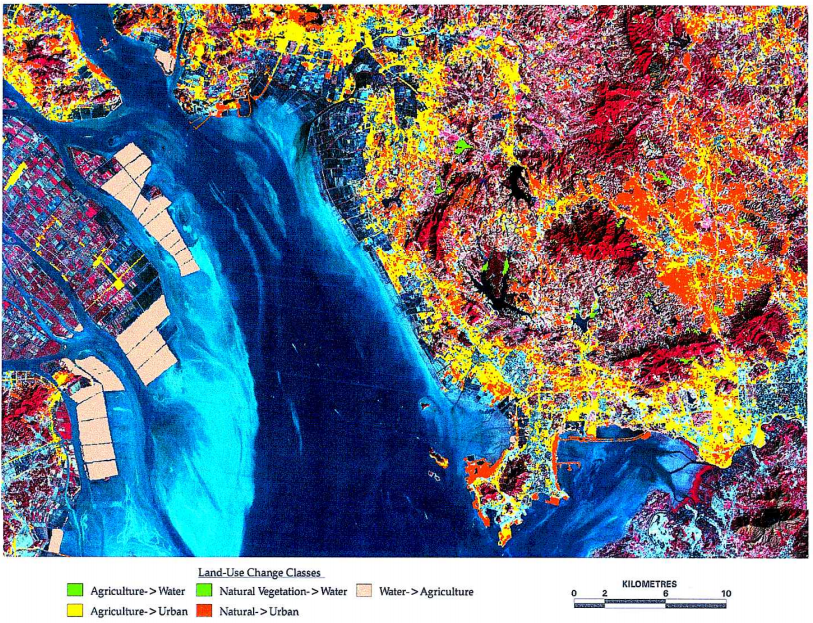 Land-Use Change Classes
Agriculture-> Water
Natural Vegetation-> Water
Water-> Agriculture
Agriculture-> Urban
Natural-> Urban
KILOMETRES
0 2 6 10